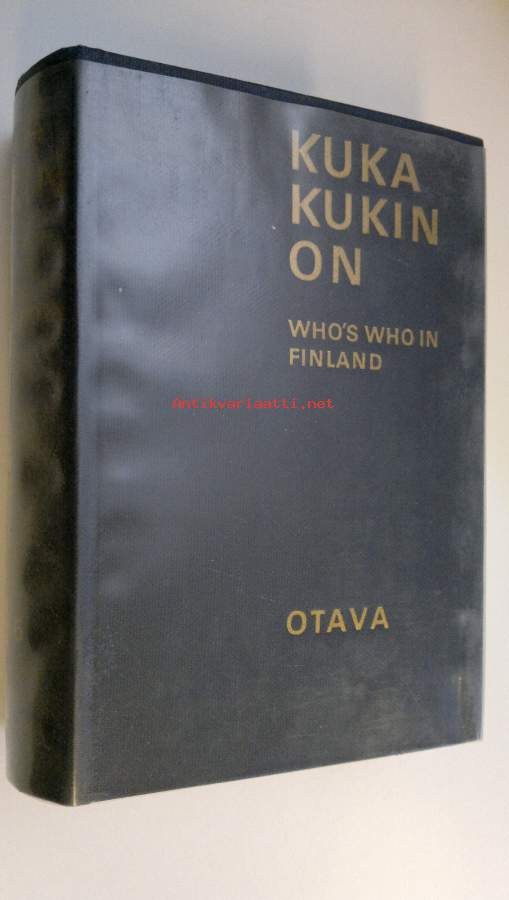 KUKA
KUKIN
ON
WHO'S WHO IN
FINLAND
Antikvariaatti.net
OTAVA